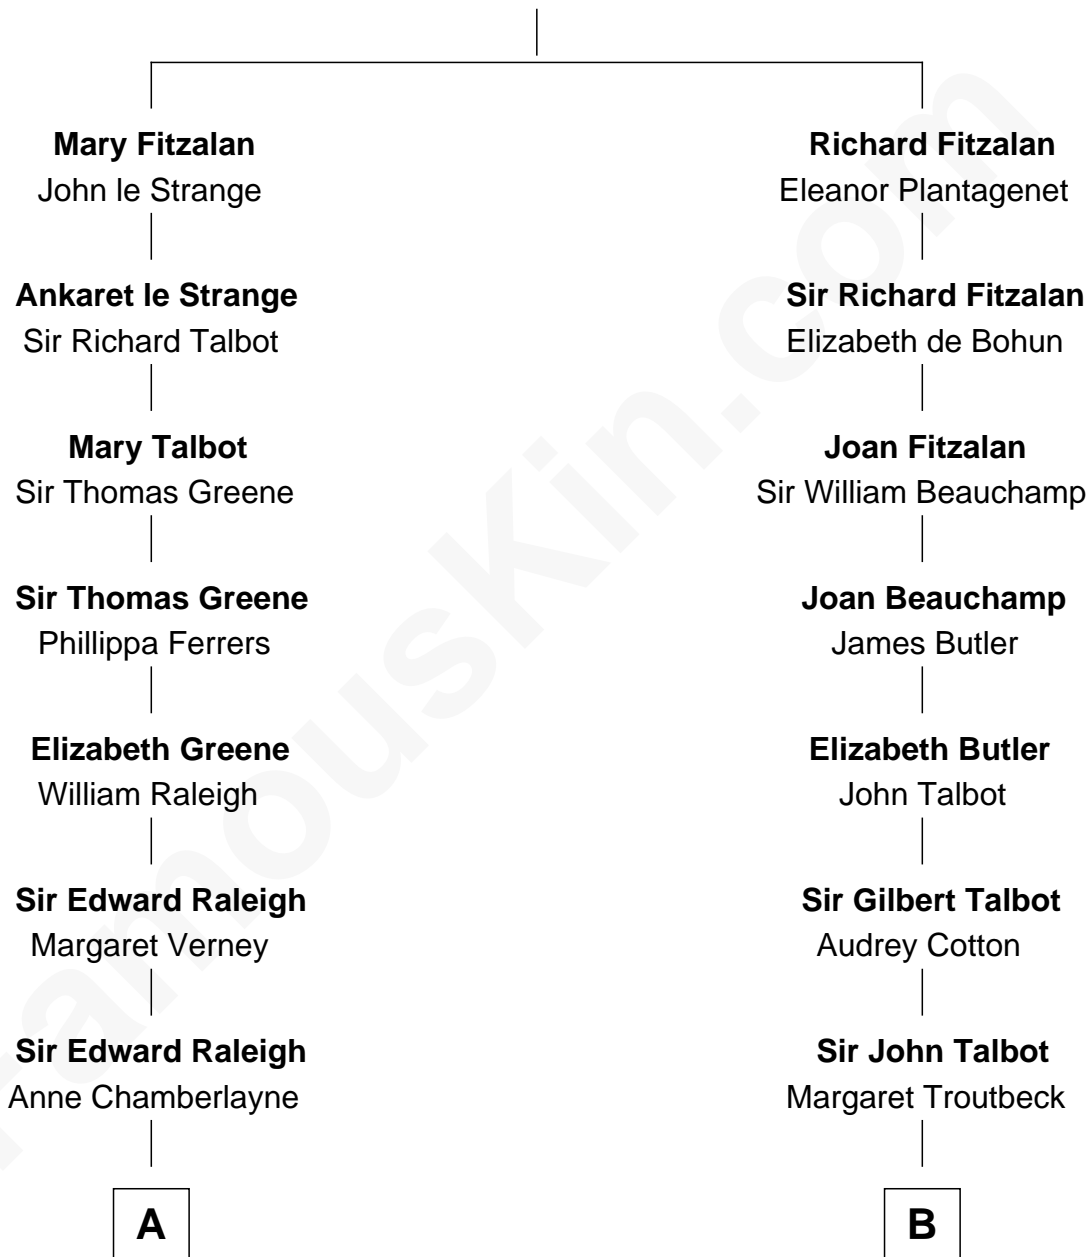 Mary Fitzalan
John le Strange
Ankaret le Strange
Sir Richard Talbot
Mary Talbot
Sir Thomas Greene
Sir Thomas Greene
Phillippa Ferrers
Elizabeth Greene
William Raleigh
Sir Edward Raleigh
Margaret Verney
Sir Edward Raleigh
Anne Chamberlayne
A
Richard Fitzalan
Eleanor Plantagenet
Sir Richard Fitzalan
Elizabeth de Bohun
Joan Fitzalan
Sir William Beauchamp
Joan Beauchamp
James Butler
Elizabeth Butler
John Talbot
Sir Gilbert Talbot
Audrey Cotton
Sir John Talbot
Margaret Troutbeck
B
FamousKin.com